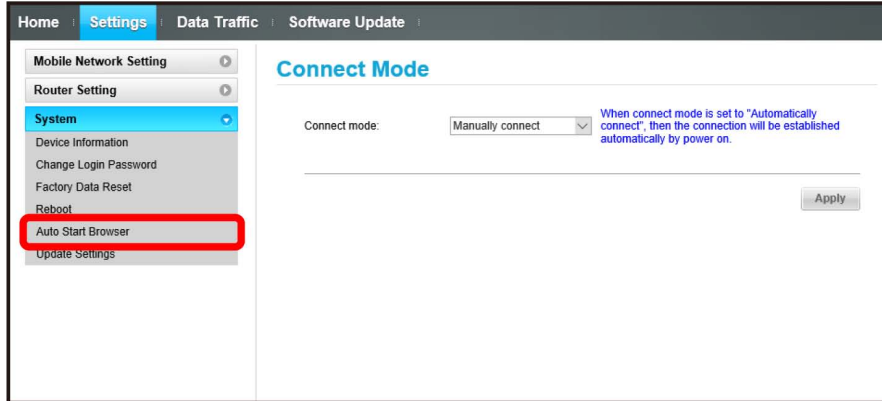 Home Settings Data Traffic Software Update
Mobile Network Setting
Router Setting
System
Device Information
Change Login Password
Factory Data Reset
Reboot
Auto Start Browser
Update Settings
Connect Mode
Connect mode:
Manually connect
When connect mode is set to "Automatically
connect", then the connection will be established
automatically by power on.
Apply